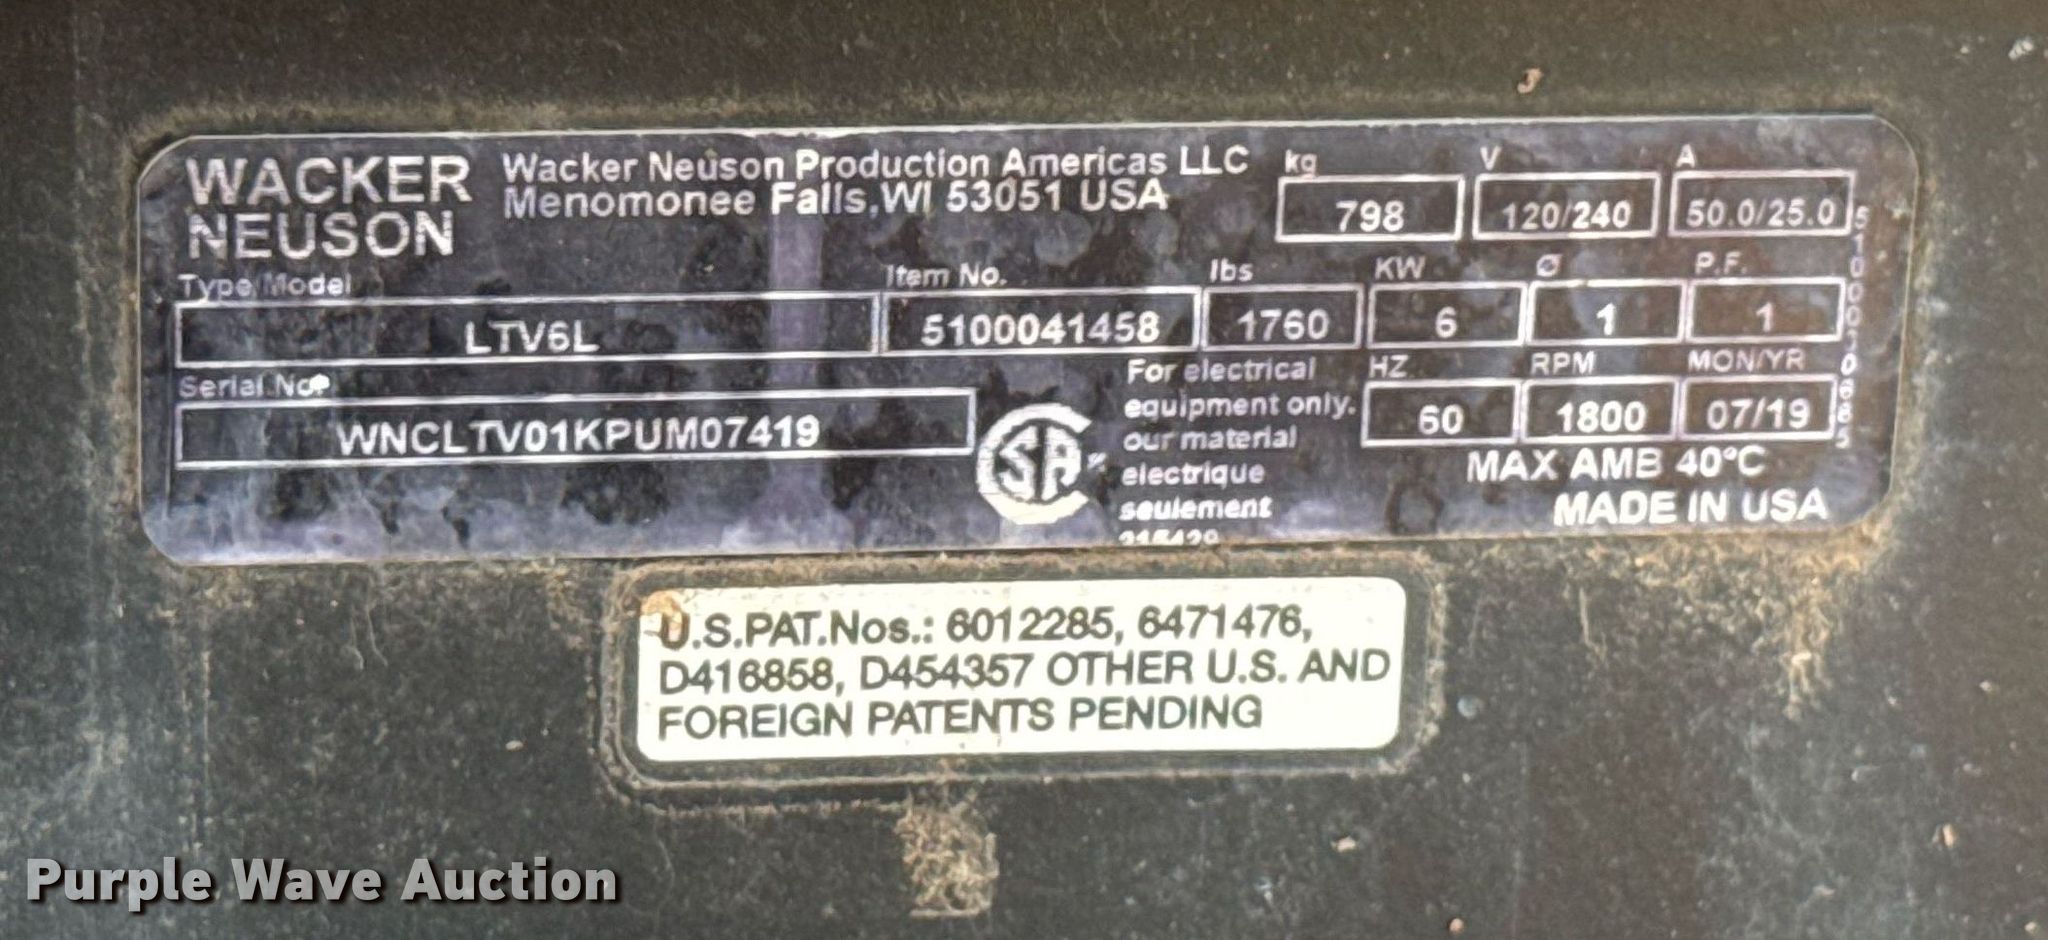 WACKER
NEUSON
Wacker Neuson Production Americas LLC
Menomonee Falls, WI 53051 USA
kg
798
V
120/240
A
50.0/25.0
Type/Model
LTV6L
Item No.
5100041458
lbs
1760
KW
6
Ø
1
P.F.
1
Serial No.
WNCLTV01KPUM07419
SA
For electrical
equipment only.
our material
electrique
seulement
HZ
60
RPM
1800
MON/YR
07/19
MAX AMB 40°C
MADE IN USA
U.S.PAT.Nos.: 6012285, 6471476,
D416858, D454357 OTHER U.S. AND
FOREIGN PATENTS PENDING
Purple Wave Auction